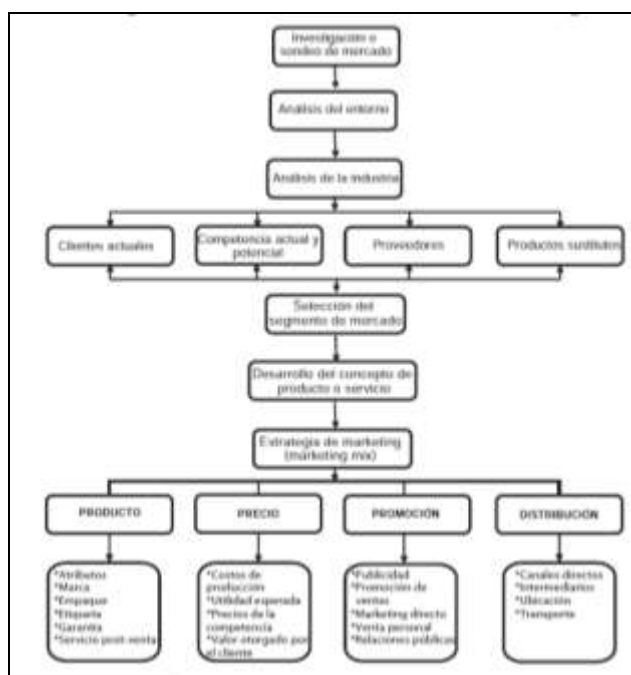 Investigación o
sondeo de mercado
Análisis del entorno
Análisis de la industria
Clientes actuales
Competencia actual y
potencial
Proveedores
Productos sustitutos
Selección del
segmento de mercado
Desarrollo del concepto de
producto o servicio
Estrategia de marketing
(marketing mix)
PRODUCTO
PRECIO
PROMOCIÓN
DISTRIBUCIÓN
*Atributos
*Marca
*Empaque
*Etiqueta
*Garantía
*Servicio post-venta
*Costos de
producción
*Utilidad esperada
*Precios de la
competencia
*Valor otorgado por
el cliente
*Publicidad
*Promoción de
ventas
*Marketing directo
*Venta personal
*Relaciones públicas
*Canales directos
*Intermediarios
*Ubicación
*Transporte